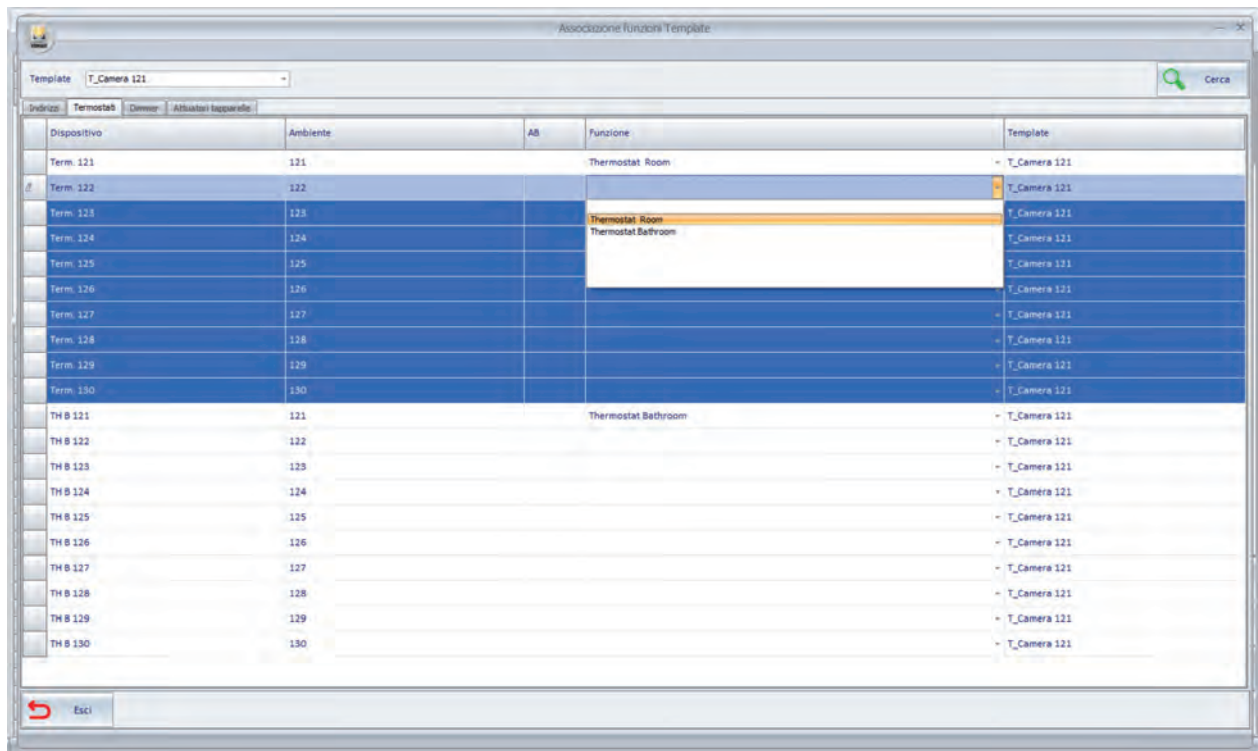 Associazione funzioni Template
Template T_Camera 121 Cerca
Indirizzi Termostati Dimmer Attuatori tapparelle
Dispositivo Ambiente AB Funzione Template
Term. 121 121 Thermostat Room T_Camera 121
Term. 122 122 T_Camera 121
Term. 123 123 Thermostat Room T_Camera 121
Term. 124 124 Thermostat Bathroom T_Camera 121
Term. 125 125 T_Camera 121
Term. 126 126 T_Camera 121
Term. 127 127 T_Camera 121
Term. 128 128 T_Camera 121
Term. 129 129 T_Camera 121
Term. 130 130 T_Camera 121
TH B 121 121 Thermostat Bathroom T_Camera 121
TH B 122 122 T_Camera 121
TH B 123 123 T_Camera 121
TH B 124 124 T_Camera 121
TH B 125 125 T_Camera 121
TH B 126 126 T_Camera 121
TH B 127 127 T_Camera 121
TH B 128 128 T_Camera 121
TH B 129 129 T_Camera 121
TH B 130 130 T_Camera 121
Esci